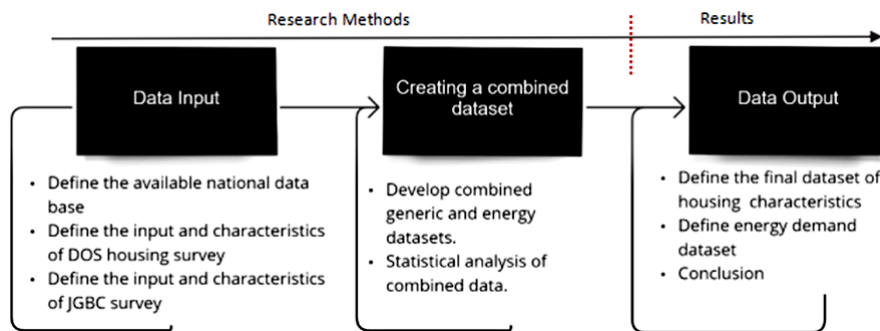 Research Methods
Results
Data Input
Creating a combined
dataset
Data Output
• Define the available national data
base
• Define the input and characteristics
of DOS housing survey
• Define the input and characteristics
of JGBC survey
• Develop combined
generic and energy
datasets.
• Statistical analysis of
combined data.
• Define the final dataset of
housing characteristics
• Define energy demand
dataset
• Conclusion